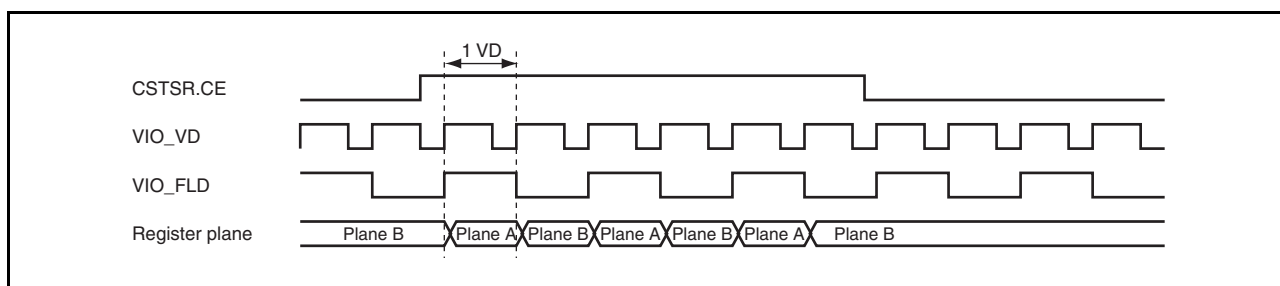 1 VD
CSTSR.CE
VIO_VD
VIO_FLD
Register plane Plane B Plane A Plane B Plane A Plane B Plane A Plane B